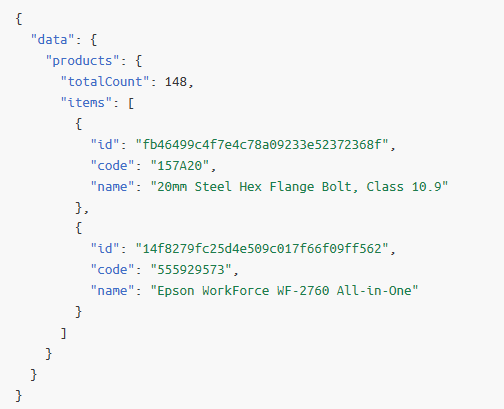 {
  "data": {
    "products": {
      "totalCount": 148,
      "items": [
        {
          "id": "fb46499c4f7e4c78a09233e52372368f",
          "code": "157A20",
          "name": "20mm Steel Hex Flange Bolt, Class 10.9"
        },
        {
          "id": "14f8279fc25d4e509c017f66f09ff562",
          "code": "555929573",
          "name": "Epson WorkForce WF-2760 All-in-One"
        }
      ]
    }
  }
}